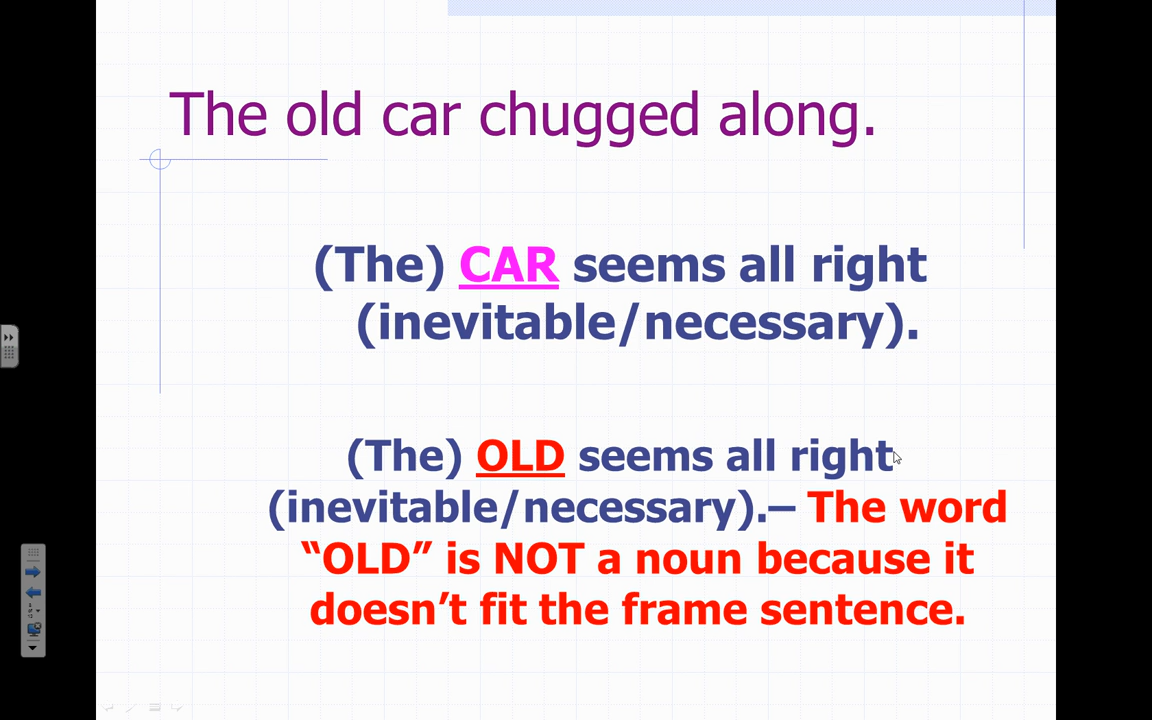 The old car chugged along.
(The) CAR seems all right
(inevitable/necessary).
(The) OLD seems all right
(inevitable/necessary).– The word
“OLD” is NOT a noun because it
doesn’t fit the frame sentence.